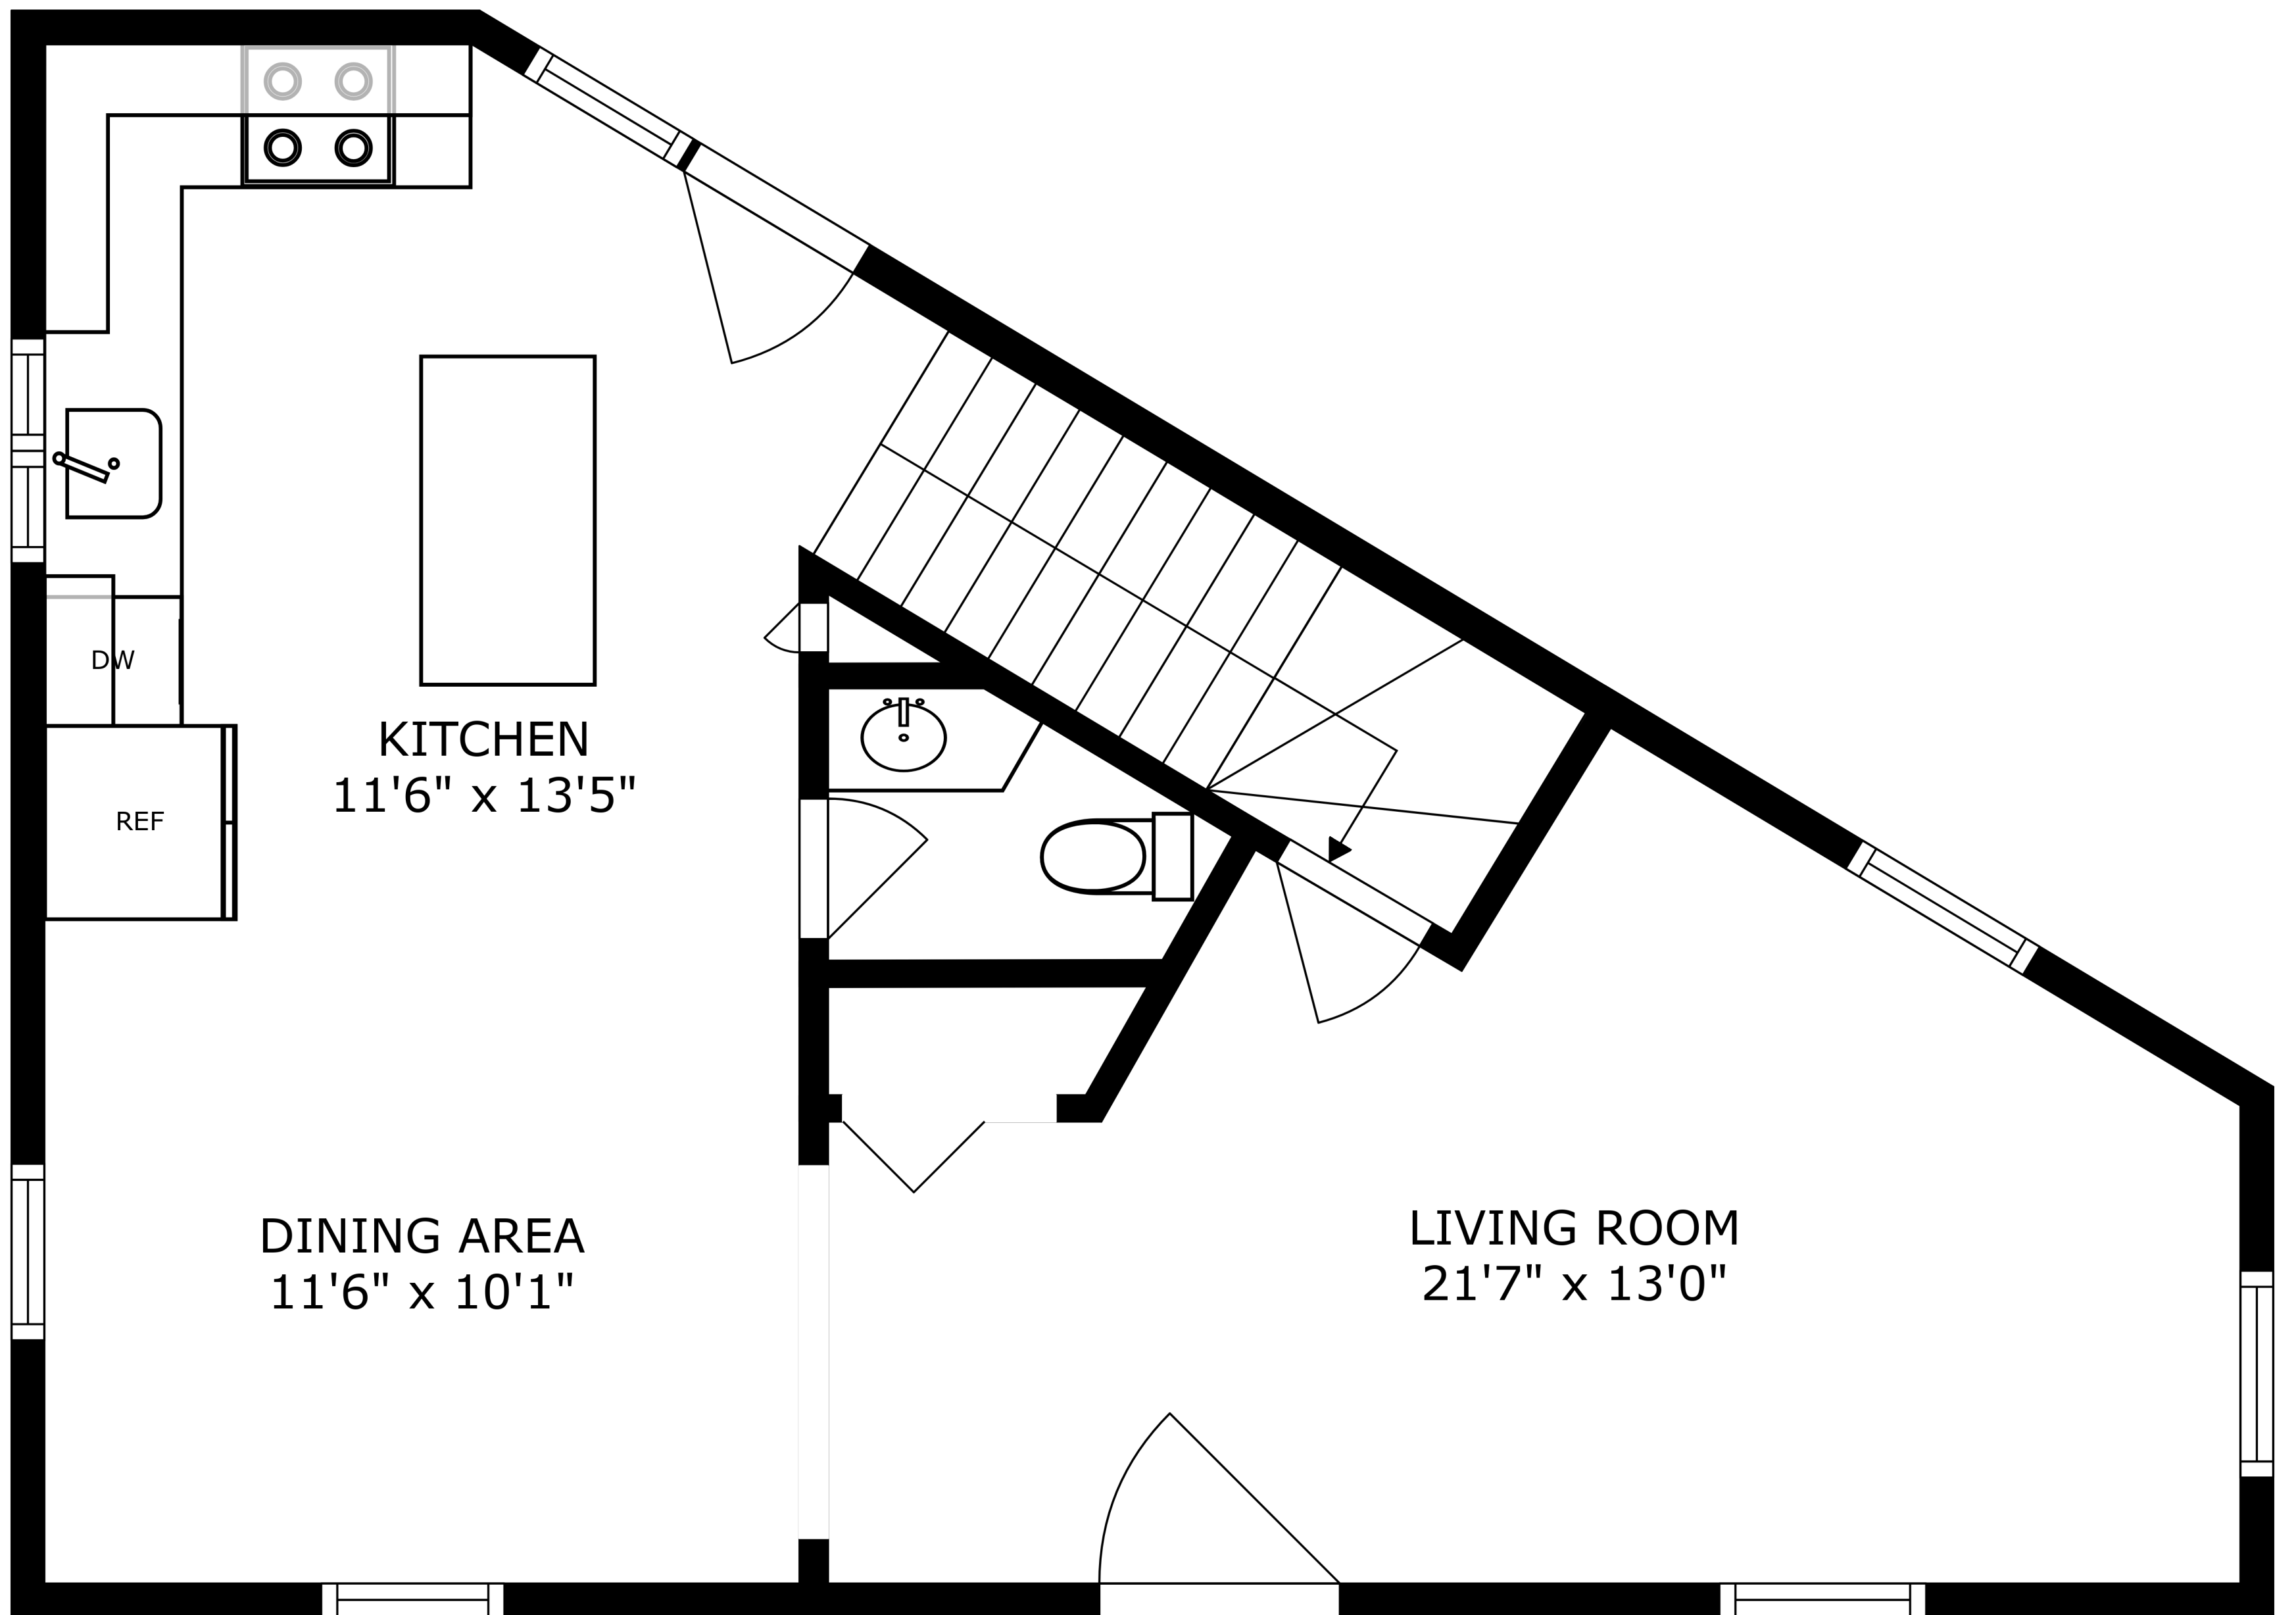 DW
KITCHEN
11'6" x 13'5"
REF
DINING AREA
11'6" x 10'1"
LIVING ROOM
21'7" x 13'0"